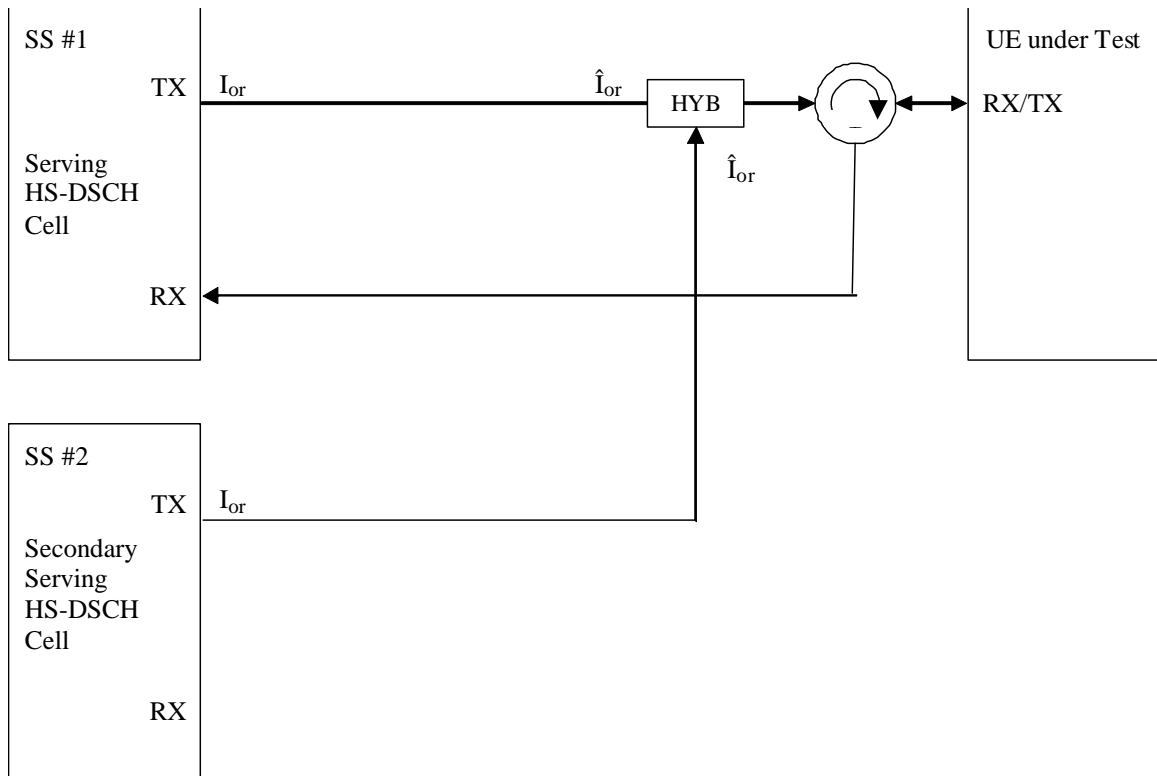 SS #1
UE under Test
TX
I_or
Î_or
HYB
RX/TX
Î_or
Serving
HS-DSCH
Cell
RX
SS #2
TX
I_or
Secondary
Serving
HS-DSCH
Cell
RX